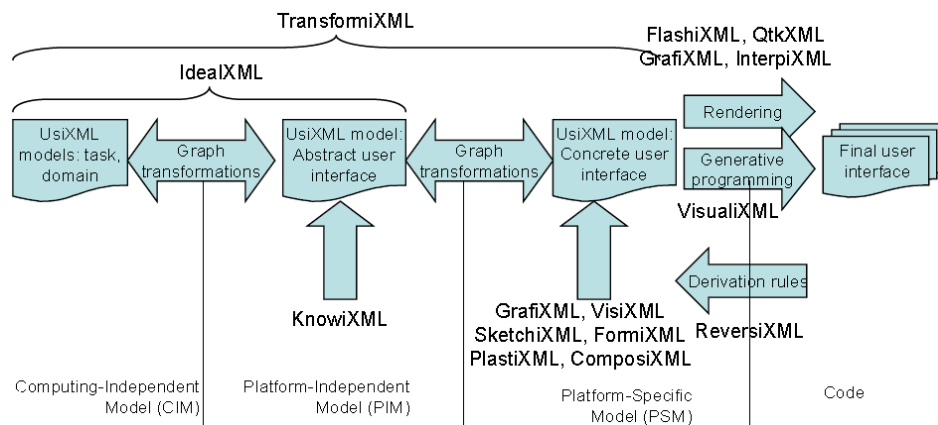 TransformiXML
FlashiXML, QtkXML
GrafiXML, InterpiXML
IdealXML
Rendering
UsiXML
models: task,
domain
Graph
transformations
UsiXML model:
Abstract user
interface
Graph
transformations
UsiXML model:
Concrete user
interface
Generative
programming
Final user
interface
VisualiXML
Derivation rules
KnowiXML
GrafiXML, VisiXML
SketchiXML, FormiXML
PlastiXML, ComposiXML
ReversiXML
Computing-Independent
Model (CIM)
Platform-Independent
Model (PIM)
Platform-Specific
Model (PSM)
Code